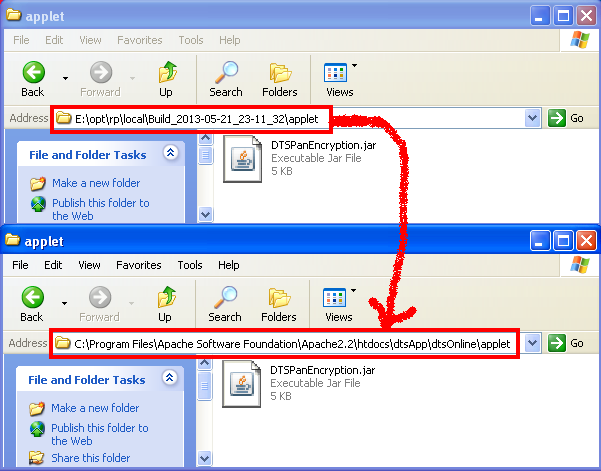 applet
File Edit View Favorites Tools Help
Back Forward Up Search Folders Views
Address E:\opt\rp\local\Build_2013-05-21_23-11_32\applet Go
File and Folder Tasks
Make a new folder
Publish this folder to
the Web
DTSPanEncryption.jar
Executable Jar File
5 KB
applet
File Edit View Favorites Tools Help
Back Forward Up Search Folders Views
Address C:\Program Files\Apache Software Foundation\Apache2.2\htdocs\dtsApp\dtsOnline\applet Go
File and Folder Tasks
Make a new folder
Publish this folder to
the Web
Share this folder
DTSPanEncryption.jar
Executable Jar File
5 KB